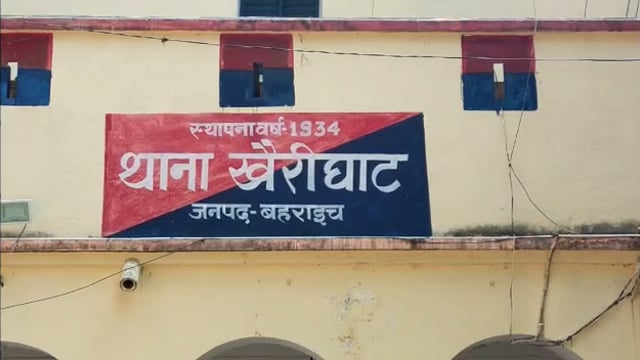 स्थापना वर्ष-1934
थाना खैरीघाट
जनपद-बहराइच